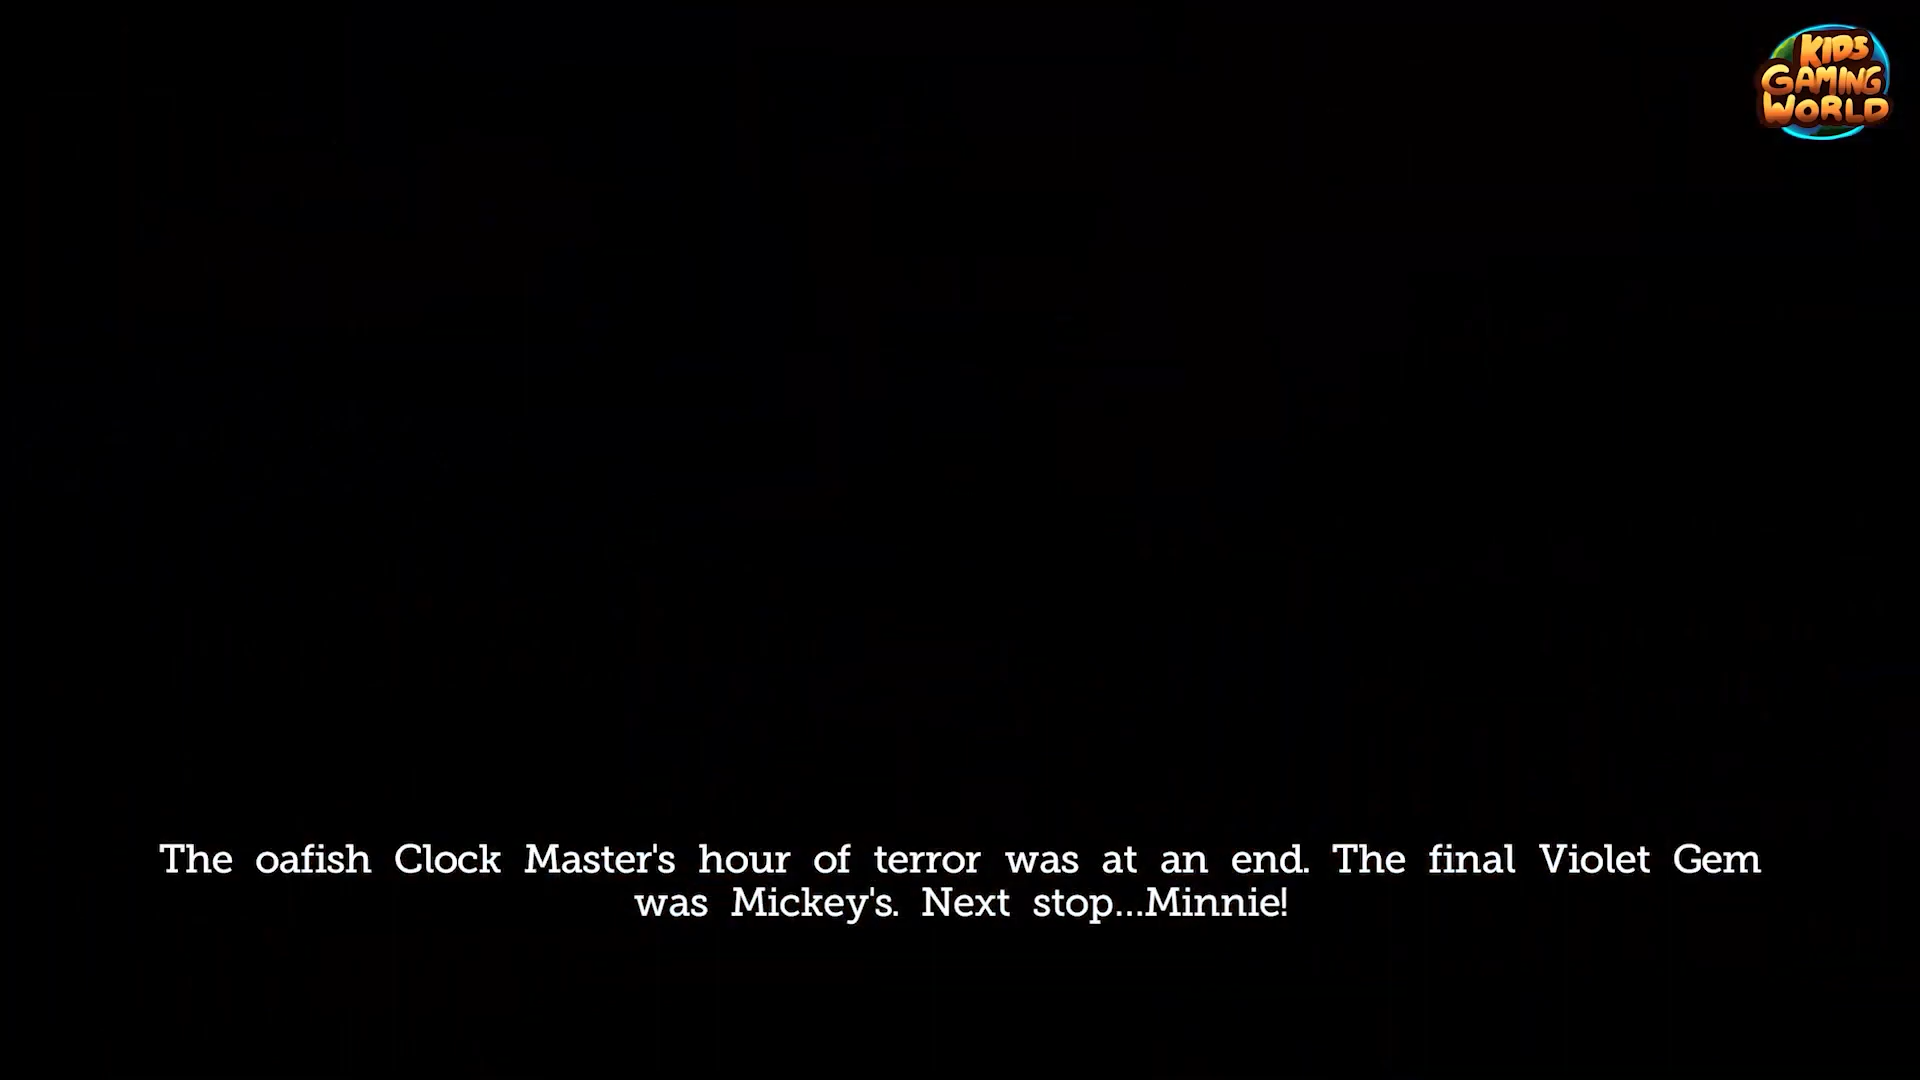 KIDS
GAMING
WORLD
The oafish Clock Master's hour of terror was at an end. The final Violet Gem
was Mickey's. Next stop...Minnie!